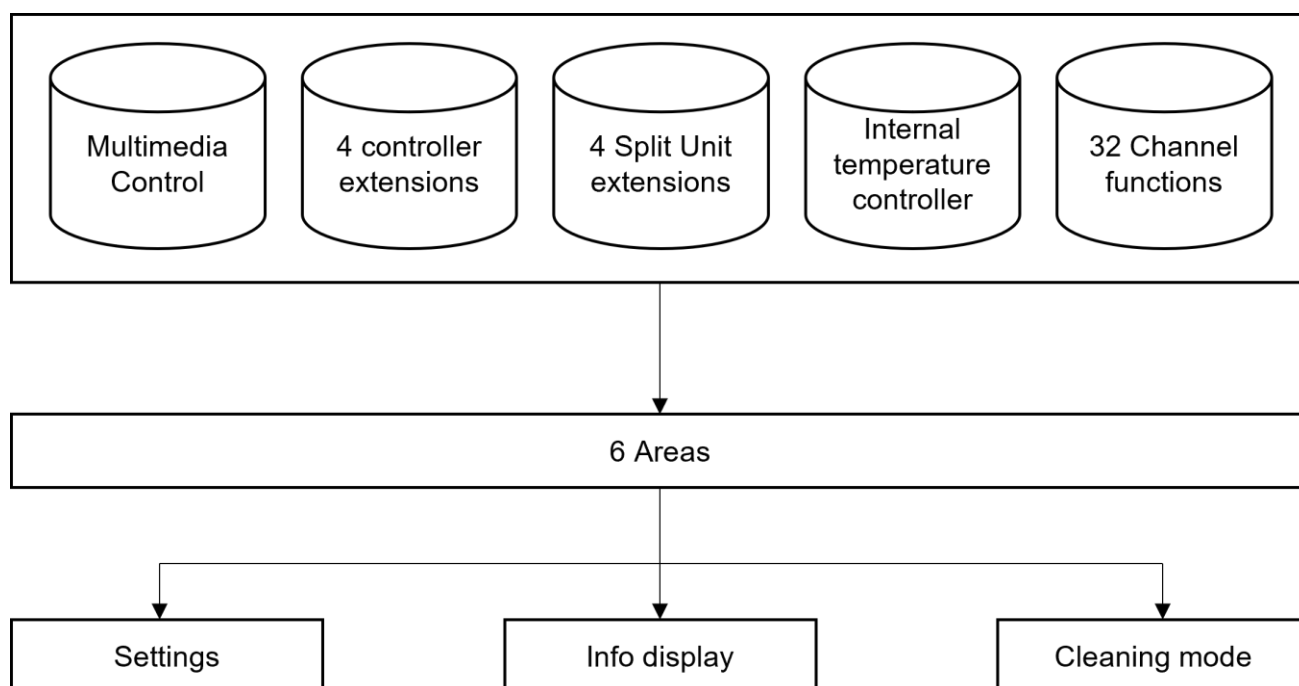 Multimedia
Control
4 controller
extensions
4 Split Unit
extensions
Internal
temperature
controller
32 Channel
functions
6 Areas
Settings
Info display
Cleaning mode